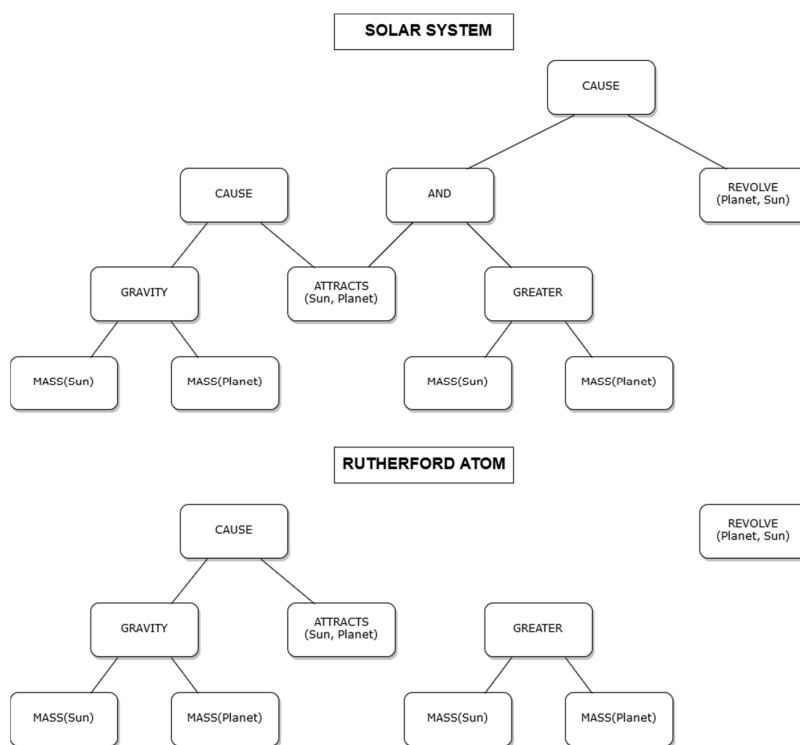 SOLAR SYSTEM
CAUSE
CAUSE
AND
REVOLVE
(Planet, Sun)
GRAVITY
ATTRACTS
(Sun, Planet)
GREATER
MASS(Sun)
MASS(Planet)
MASS(Sun)
MASS(Planet)
RUTHERFORD ATOM
CAUSE
REVOLVE
(Planet, Sun)
GRAVITY
ATTRACTS
(Sun, Planet)
GREATER
MASS(Sun)
MASS(Planet)
MASS(Sun)
MASS(Planet)